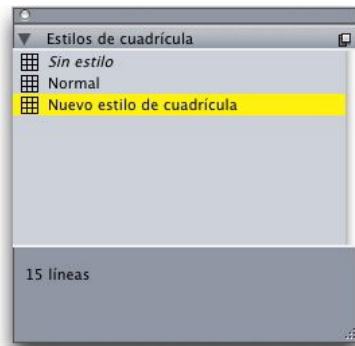 Estilos de cuadrícula
Sin estilo
Normal
Nuevo estilo de cuadrícula
15 líneas